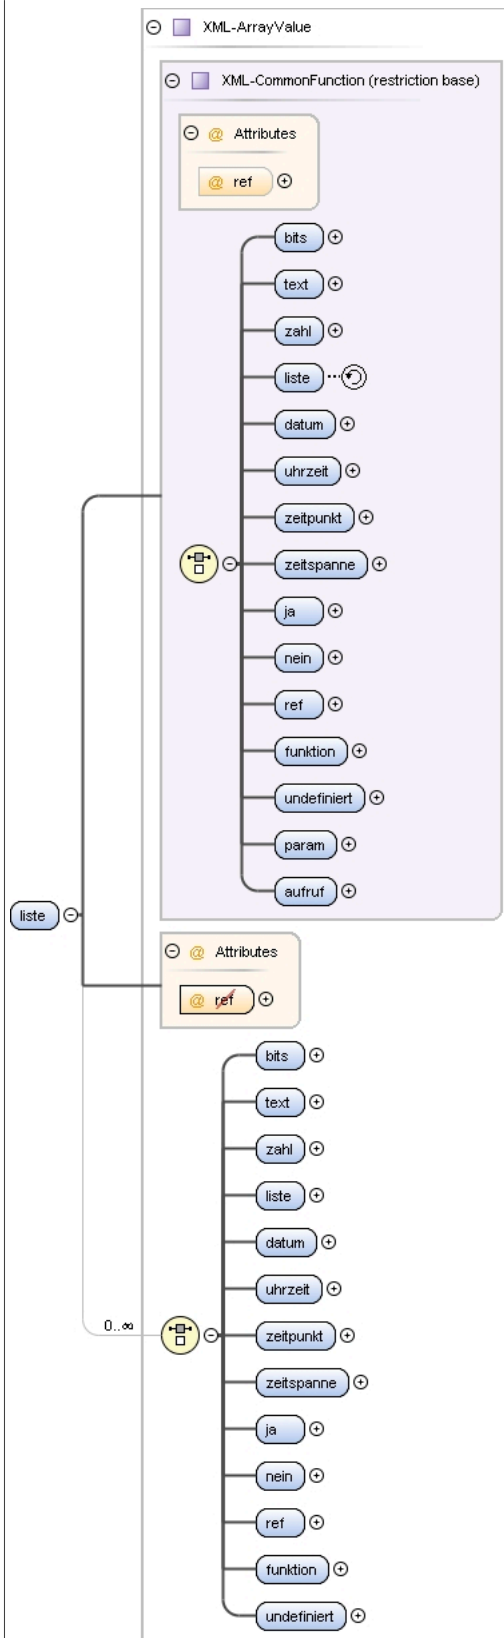 XML-ArrayValue
XML-CommonFunction (restriction base)
@ Attributes
@ ref
bits
text
zahl
liste
datum
uhrzeit
zeitpunkt
zeitspanne
ja
nein
ref
funktion
undefiniert
param
aufruf
liste
@ Attributes
@ ref
bits
text
zahl
liste
datum
uhrzeit
0..∞
zeitpunkt
zeitspanne
ja
nein
ref
funktion
undefiniert